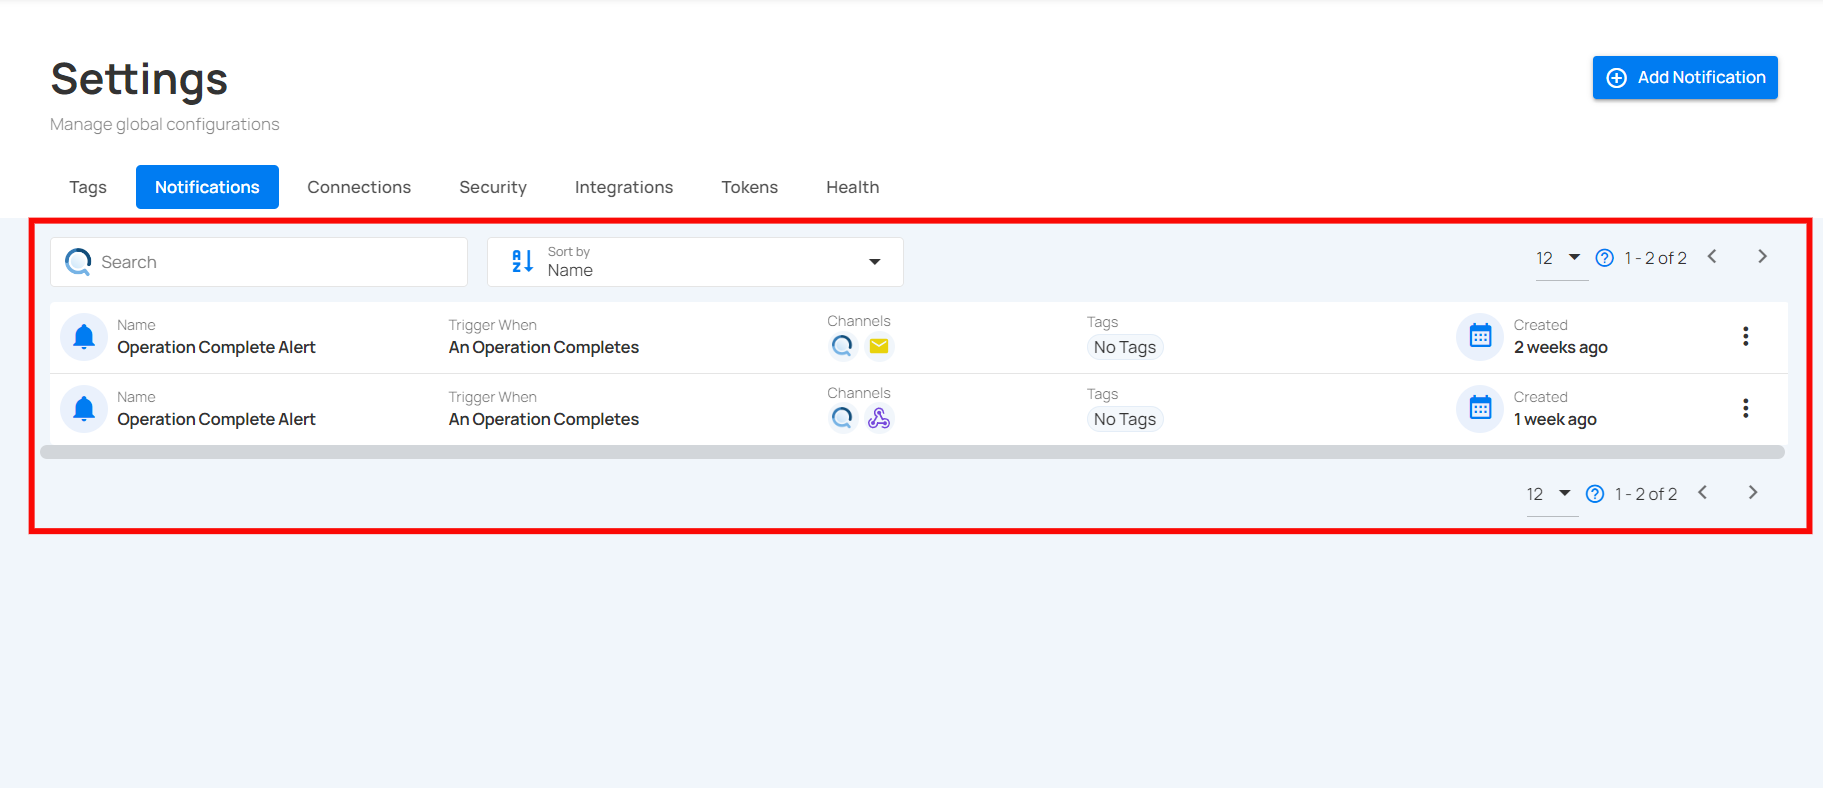 Settings
Add Notification
Manage global configurations
Tags Notifications Connections Security Integrations Tokens Health
Search
Sort by
Name
12 1 - 2 of 2
Name Trigger When Channels Tags Created
Operation Complete Alert An Operation Completes No Tags 2 weeks ago
Name Trigger When Channels Tags Created
Operation Complete Alert An Operation Completes No Tags 1 week ago
12 1 - 2 of 2